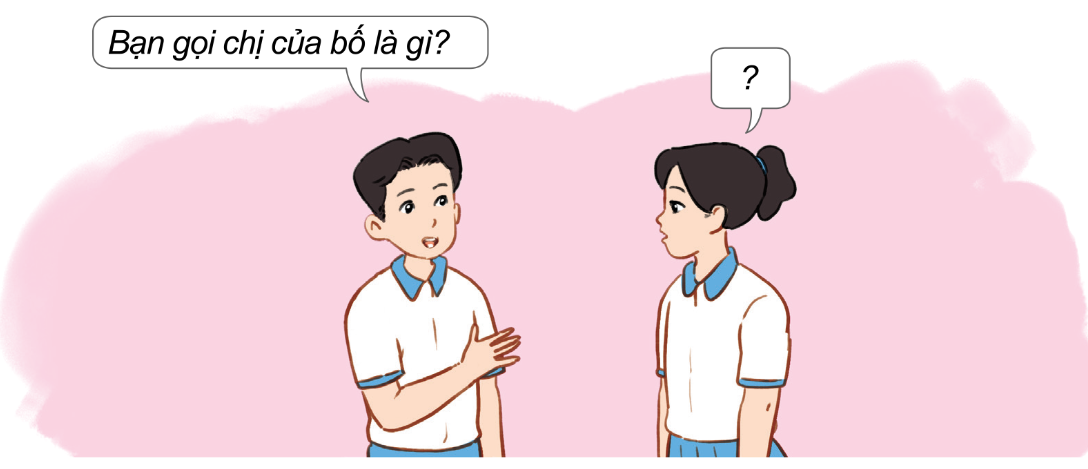 Bạn gọi chị của bố là gì?
?